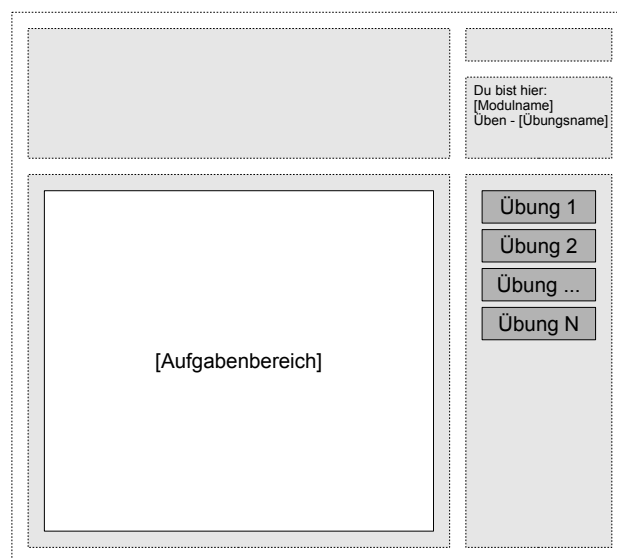 Du bist hier:
[Modulname]
Üben - [Übungsname]
Übung 1
Übung 2
Übung ...
Übung N
[Aufgabenbereich]